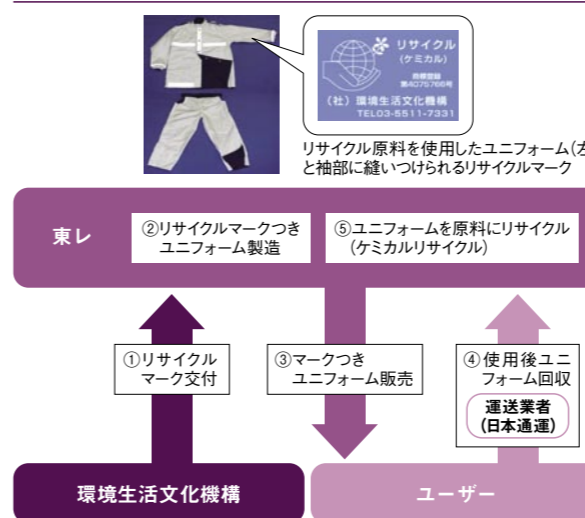 リサイクル
(ケミカル)
商標登録
第4075766号
(社)環境生活文化機構
TEL03-5511-7331
リサイクル原料を使用したユニフォーム(左
と袖部に縫いつけられるリサイクルマーク
東レ
②リサイクルマークつき
ユニフォーム製造
⑤ユニフォームを原料にリサイクル
(ケミカルリサイクル)
①リサイクル
マーク交付
③マークつき
ユニフォーム販売
④使用後ユニ
フォーム回収
運送業者
(日本通運)
環境生活文化機構
ユーザー